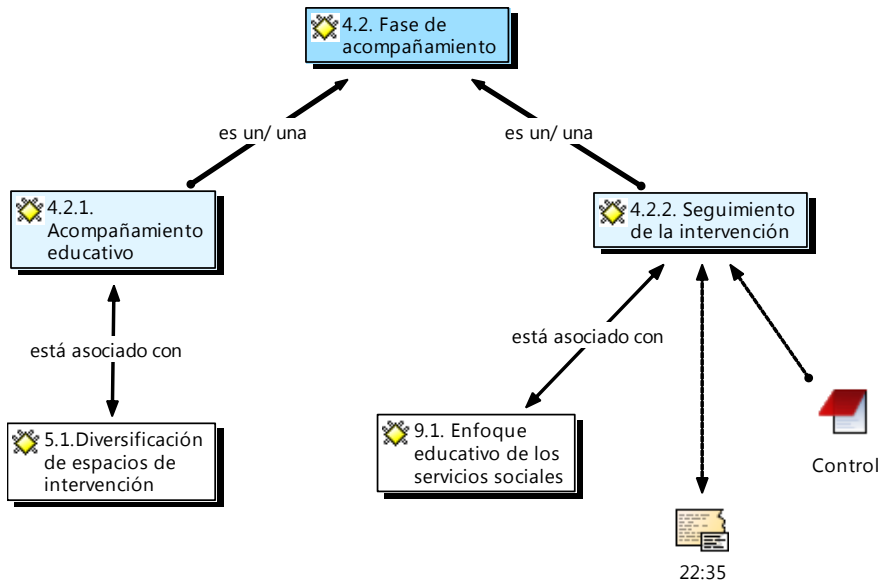 4.2. Fase de
acompañamiento
es un/ una
es un/ una
4.2.1.
Acompañamiento
educativo
4.2.2. Seguimiento
de la intervención
está asociado con
está asociado con
5.1.Diversificación
de espacios de
intervención
9.1. Enfoque
educativo de los
servicios sociales
Control
22:35